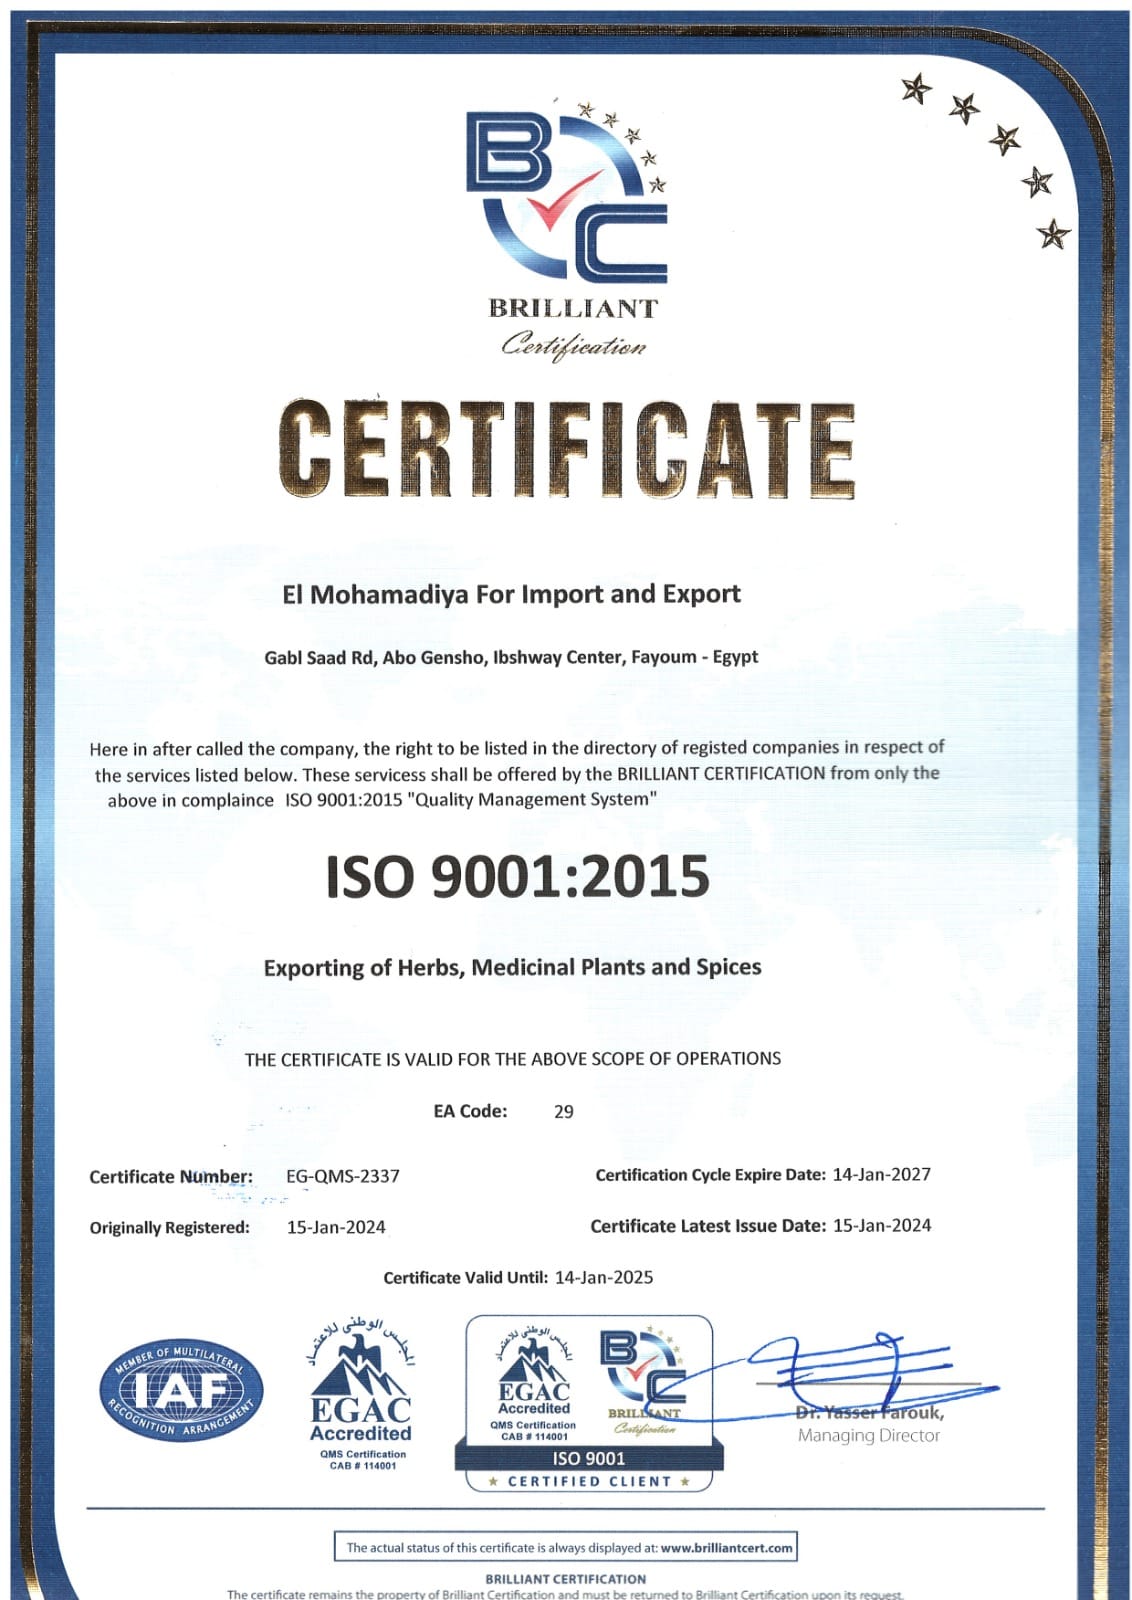 BC
BRILLIANT
Certification
CERTIFICATE
El Mohamadiya For Import and Export
Gabl Saad Rd, Abo Gensho, Ibshway Center, Fayoum - Egypt
Here in after called the company, the right to be listed in the directory of registed companies in respect of
the services listed below. These servicess shall be offered by the BRILLIANT CERTIFICATION from only the
above in complaince ISO 9001:2015 "Quality Management System"
ISO 9001:2015
Exporting of Herbs, Medicinal Plants and Spices
THE CERTIFICATE IS VALID FOR THE ABOVE SCOPE OF OPERATIONS
EA Code: 29
Certificate Number: EG-QMS-2337
Certification Cycle Expire Date: 14-Jan-2027
Originally Registered: 15-Jan-2024
Certificate Latest Issue Date: 15-Jan-2024
Certificate Valid Until: 14-Jan-2025
MEMBER OF MULTILATERAL
IAF
RECOGNITION ARRANGEMENT
المجلس الوطنى للاعتماد
EGAC
Accredited
QMS Certification
CAB # 114001
المجلس الوطنى للاعتماد
EGAC
Accredited
QMS Certification
CAB # 114001
BC
BRILLIANT
Certification
ISO 9001
CERTIFIED CLIENT
Dr. Yasser Farouk,
Managing Director
The actual status of this certificate is always displayed at: www.brilliantcert.com
BRILLIANT CERTIFICATION
The certificate remains the property of Brilliant Certification and must be returned to Brilliant Certification upon its request.